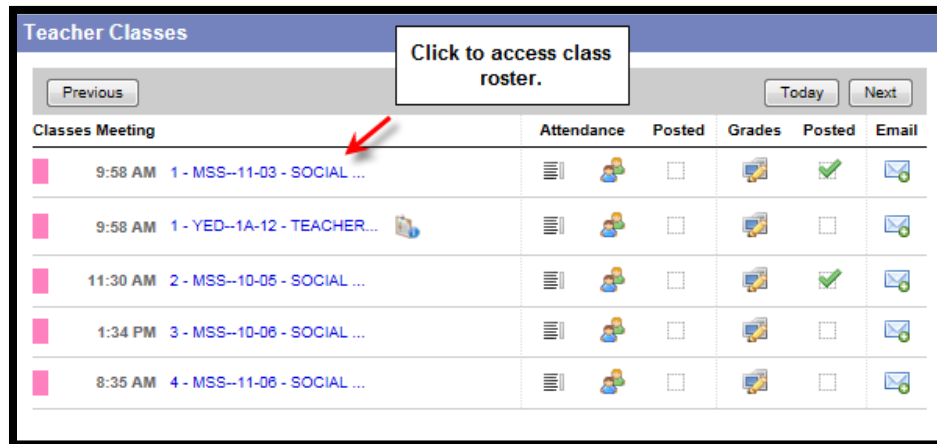 Teacher Classes
Click to access class
roster.
Previous
Today
Next
Classes Meeting Attendance Posted Grades Posted Email
9:58 AM 1 - MSS--11-03 - SOCIAL ...
9:58 AM 1 - YED--1A-12 - TEACHER...
11:30 AM 2 - MSS--10-05 - SOCIAL ...
1:34 PM 3 - MSS--10-06 - SOCIAL ...
8:35 AM 4 - MSS--11-06 - SOCIAL ...